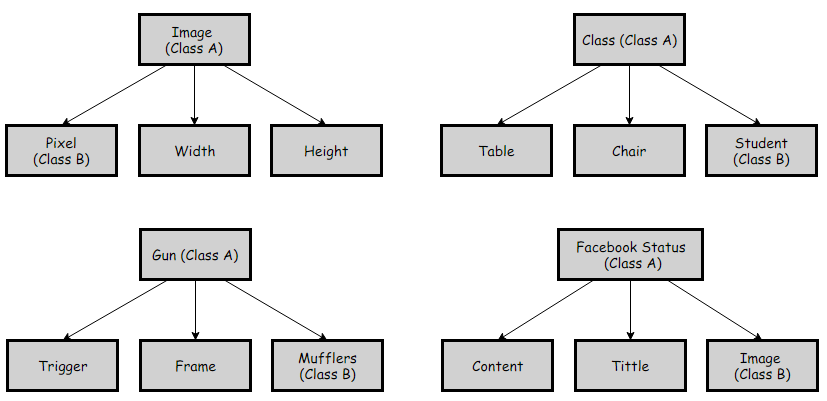 Image
(Class A)
Class (Class A)
Pixel
(Class B)
Width
Height
Table
Chair
Student
(Class B)
Gun (Class A)
Facebook Status
(Class A)
Trigger
Frame
Mufflers
(Class B)
Content
Tittle
Image
(Class B)